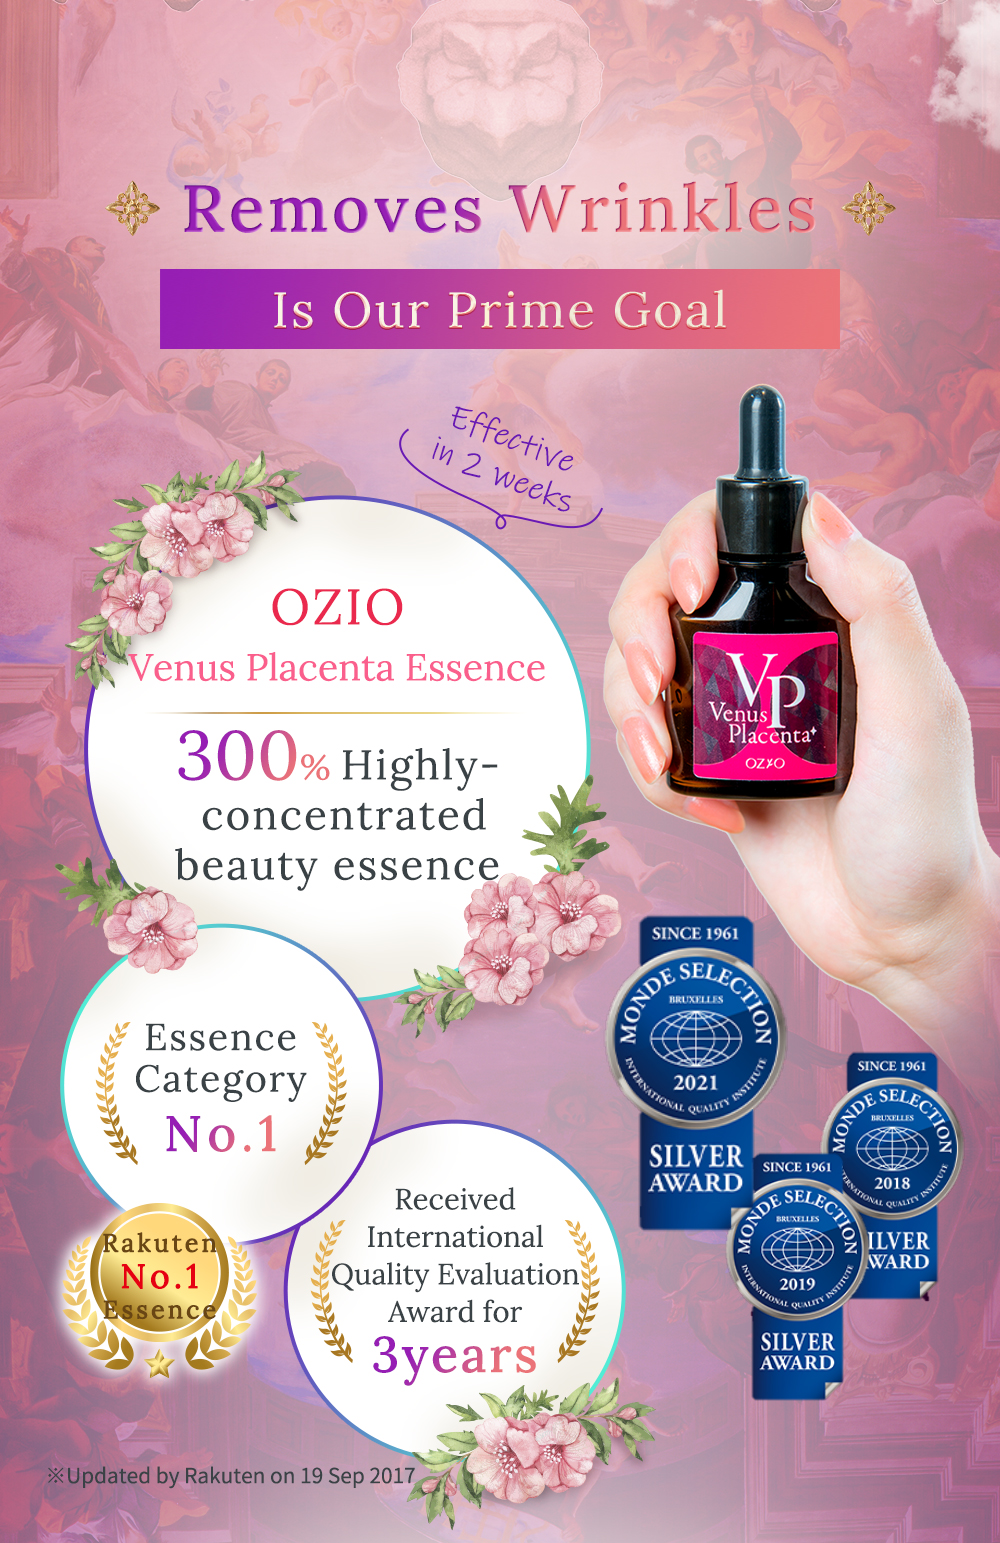 Removes Wrinkles
Is Our Prime Goal
Effective
in 2 weeks
OZIO
Venus Placenta Essence
300% Highly-
concentrated
beauty essence
VP
Venus
Placenta
OZIO
Essence
Category
No.1
Rakuten
No.1
Essence
Received
International
Quality Evaluation
Award for
3years
SINCE 1961
MONDE SELECTION
BRUXELLES
2021
INTERNATIONAL QUALITY INSTITUTE
SILVER
AWARD
SINCE 1961
MONDE SELECTION
BRUXELLES
2018
INTERNATIONAL QUALITY INSTITUTE
ILVER
WARD
SINCE 1961
MONDE SELECTION
BRUXELLES
2019
INTERNATIONAL QUALITY INSTITUTE
SILVER
AWARD
※Updated by Rakuten on 19 Sep 2017